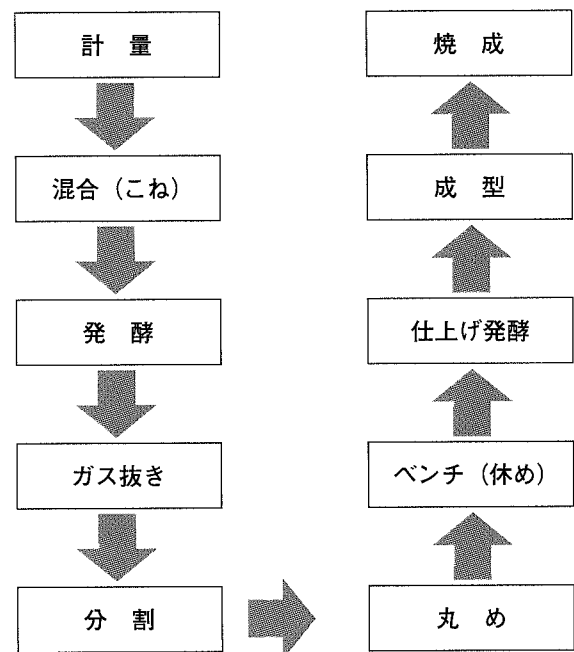 計 量
混合（こね）
発 酵
ガス抜き
分 割
丸 め
ベンチ（休め）
仕上げ発酵
成 型
焼 成